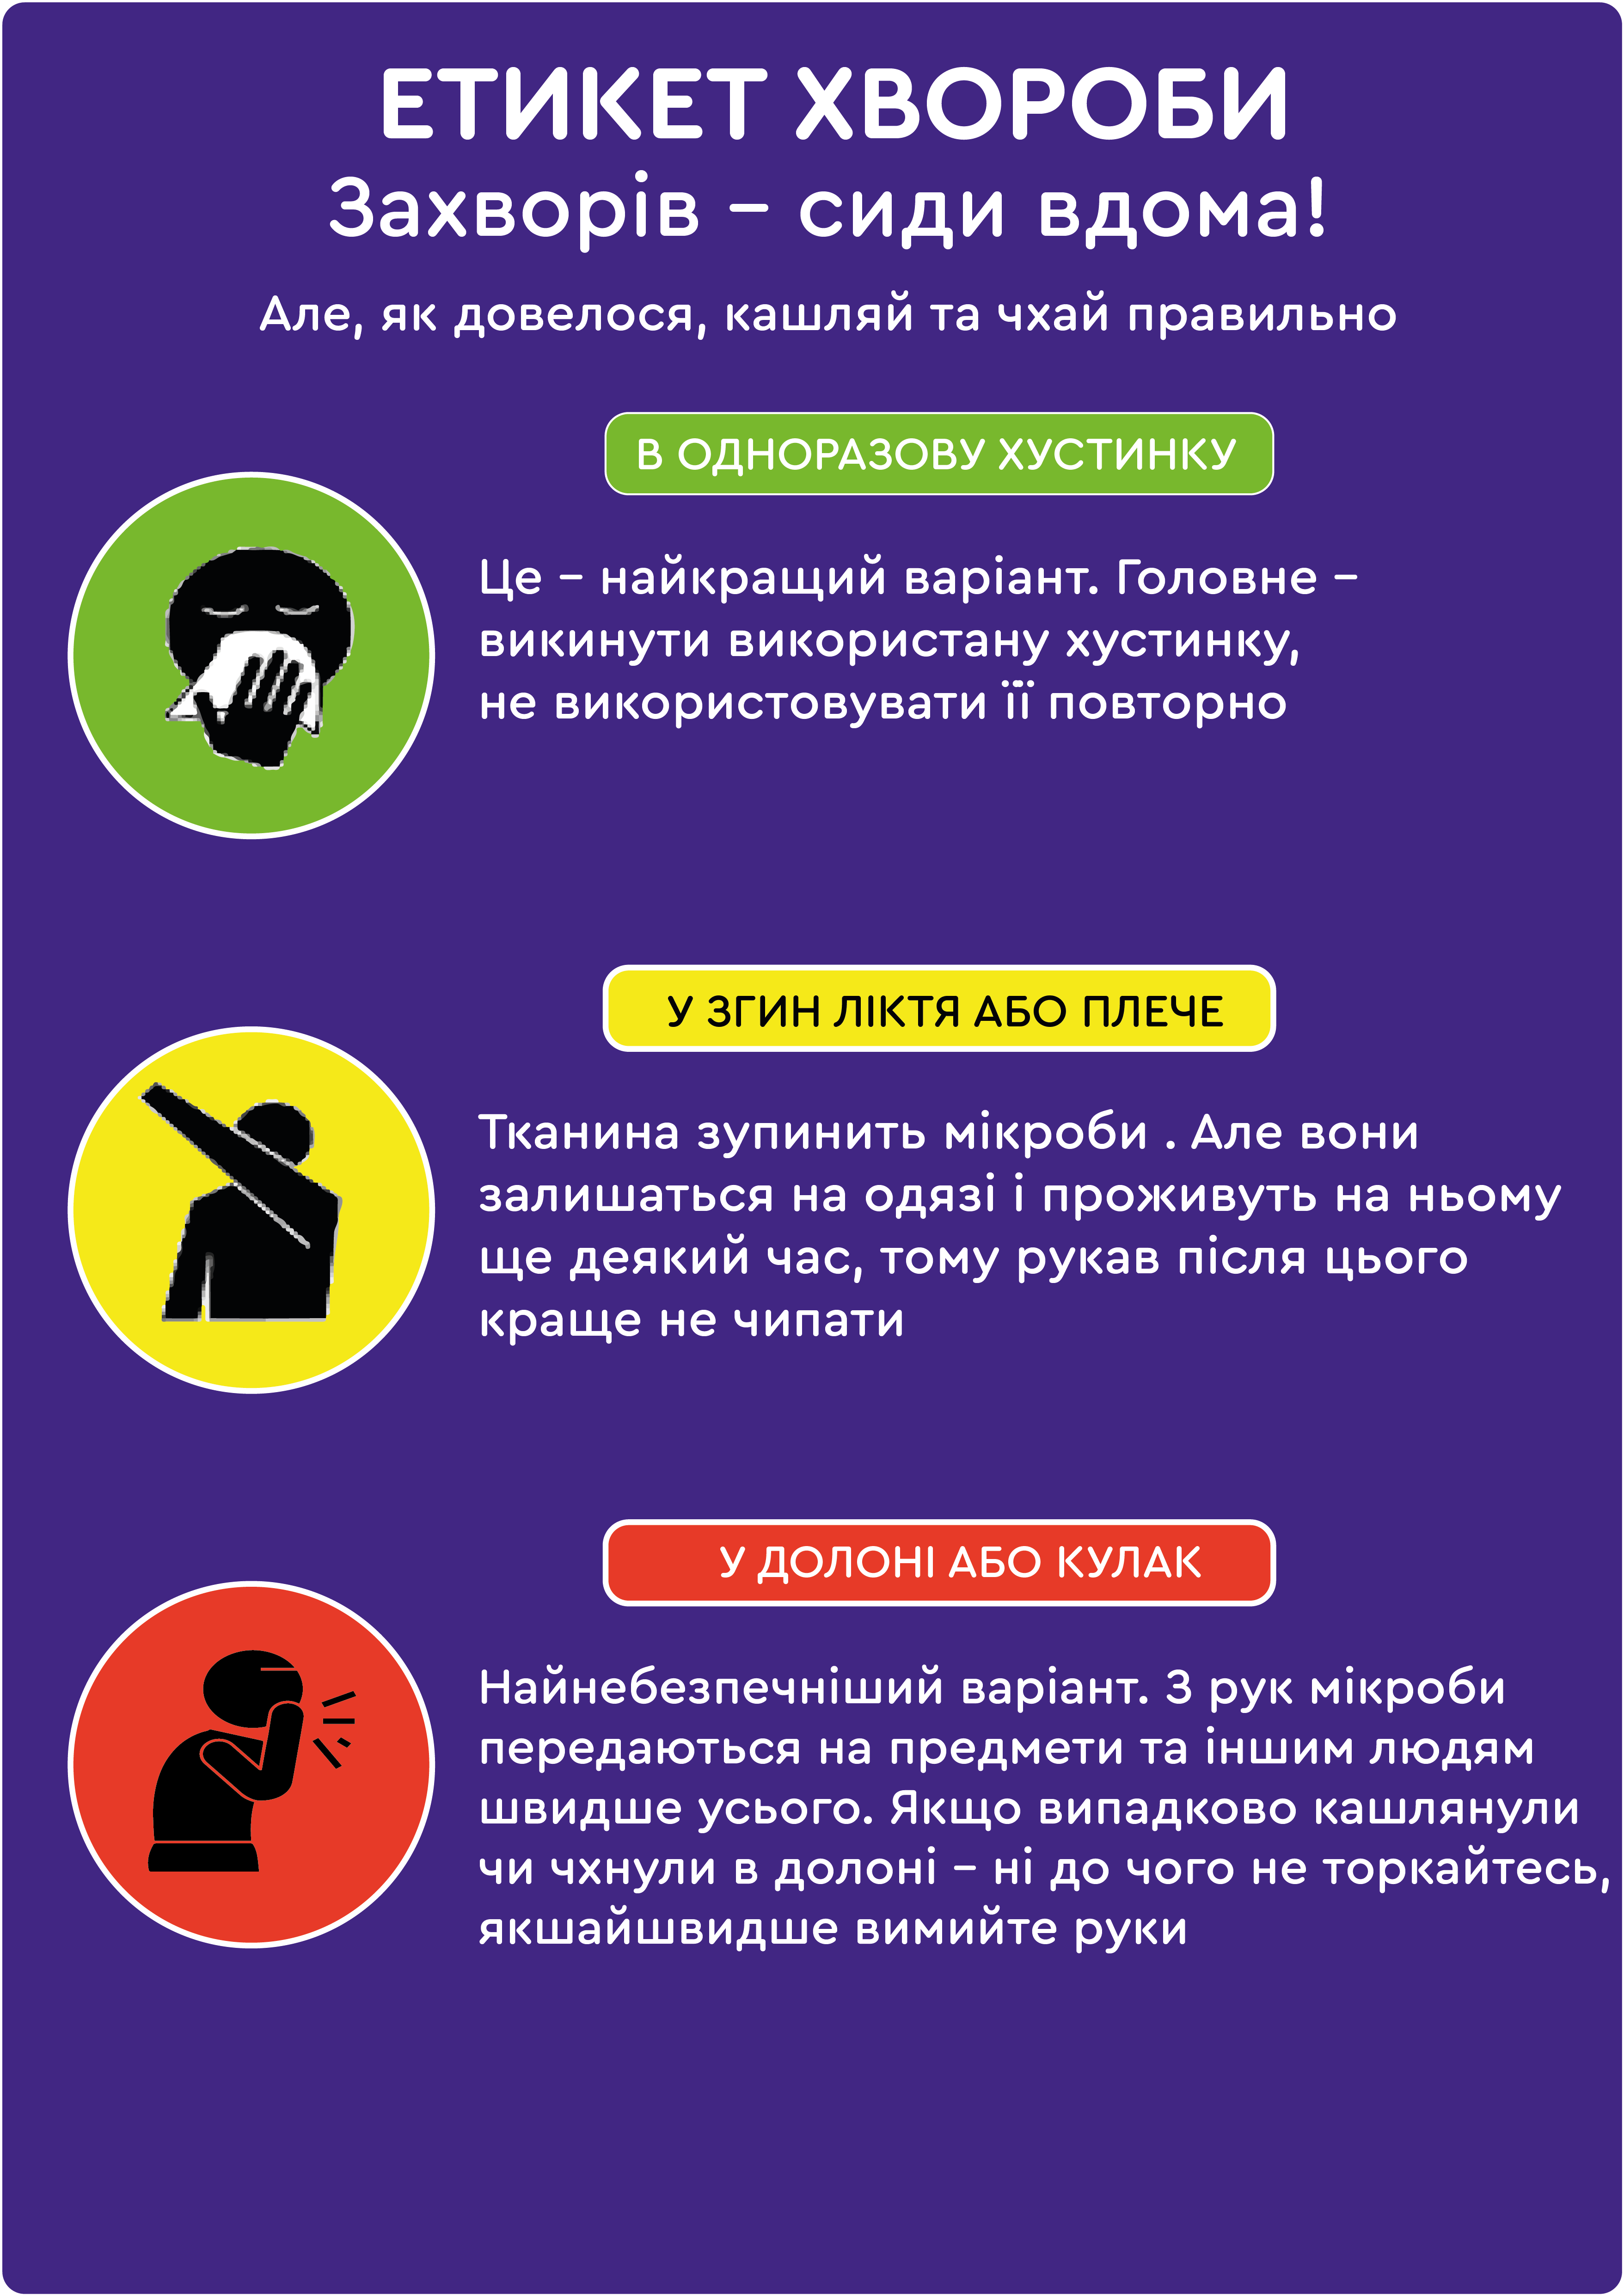 ЕТИКЕТ ХВОРОБИ
Захворів – сиди вдома!
Але, як довелося, кашляй та чхай правильно
В ОДНОРАЗОВУ ХУСТИНКУ
Це – найкращий варіант. Головне –
викинути використану хустинку,
не використовувати її повторно
У ЗГИН ЛІКТЯ АБО ПЛЕЧЕ
Тканина зупинить мікроби . Але вони
залишаться на одязі і проживуть на ньому
ще деякий час, тому рукав після цього
краще не чипати
У ДОЛОНІ АБО КУЛАК
Найнебезпечніший варіант. З рук мікроби
передаються на предмети та іншим людям
швидше усього. Якщо випадково кашлянули
чи чхнули в долоні – ні до чого не торкайтесь,
якшайшвидше вимийте руки